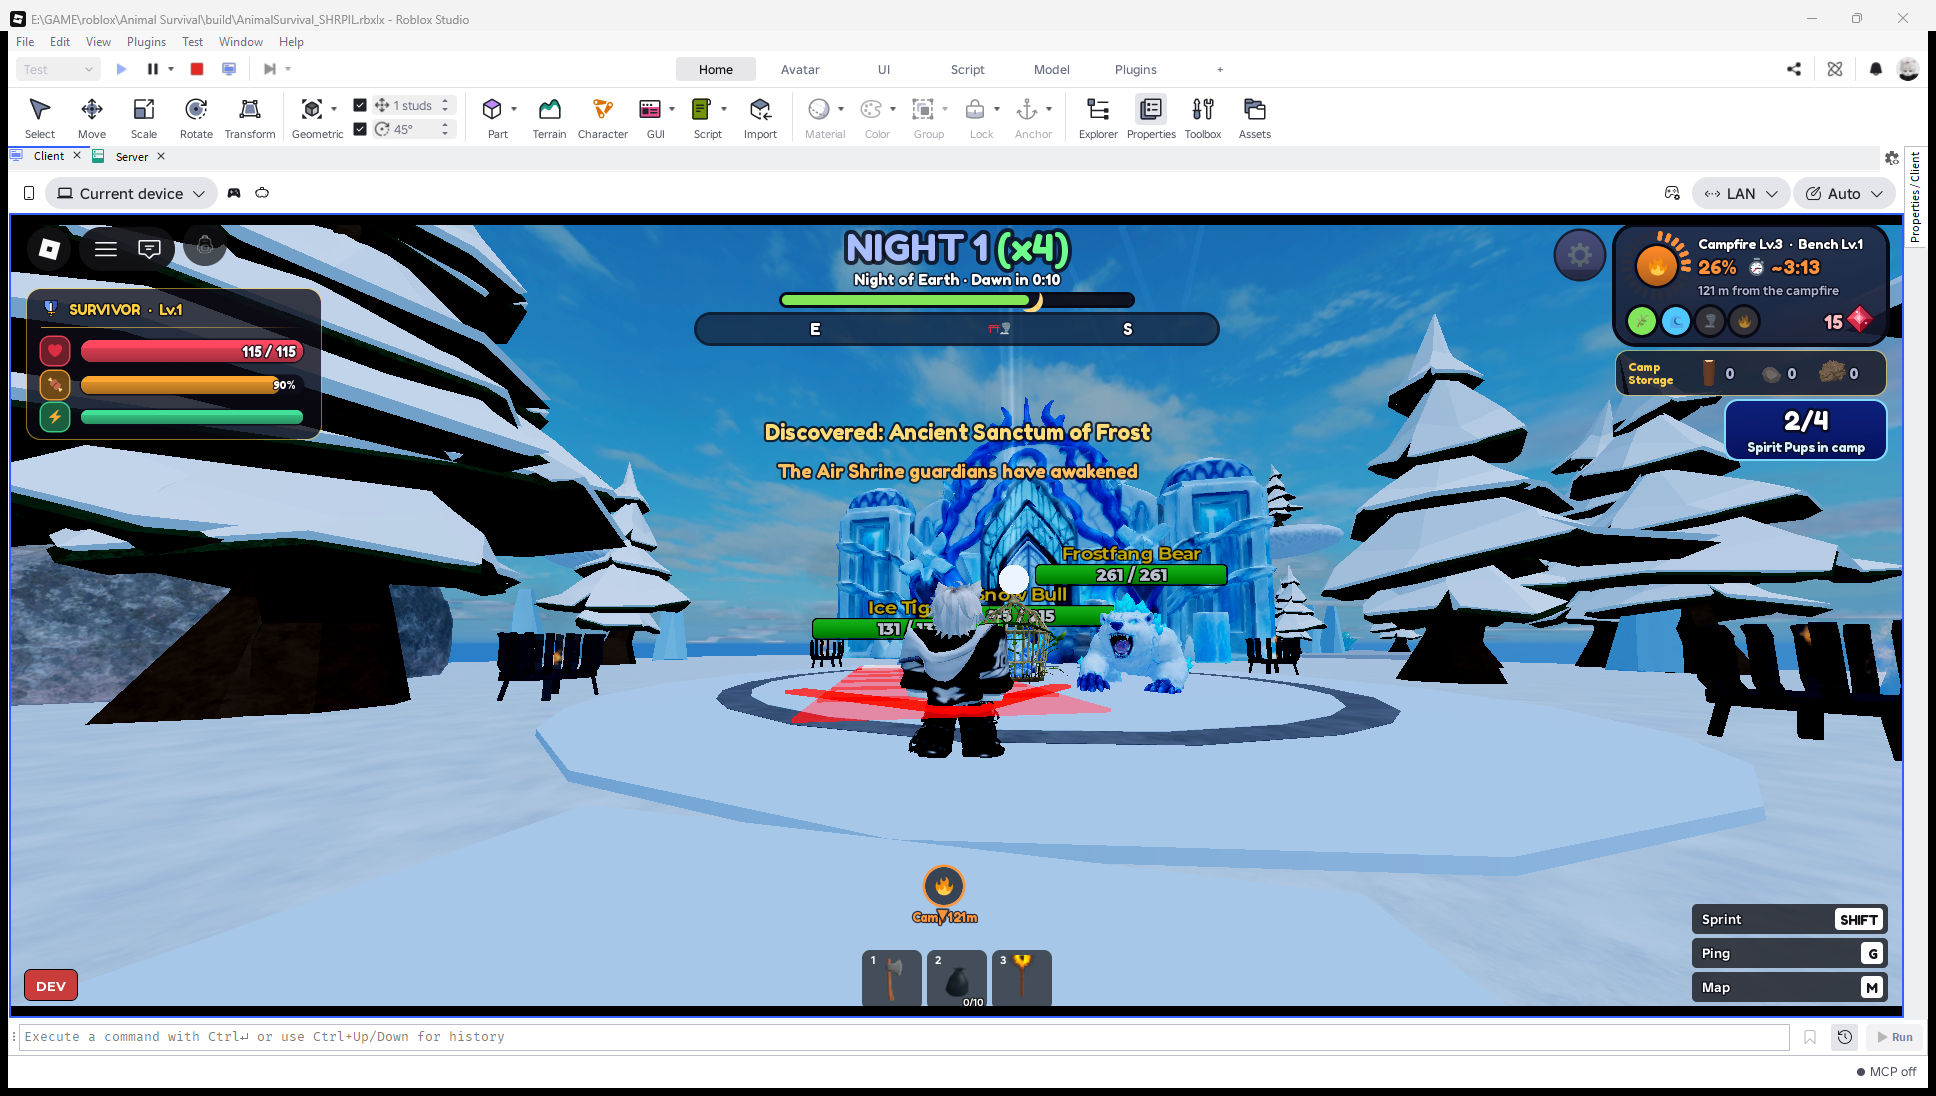 E:\GAME\roblox\Animal Survival\build\AnimalSurvival_SHRPIL.rbxlx - Roblox Studio
File Edit View Plugins Test Window Help
Test
Home Avatar UI Script Model Plugins +
Select Move Scale Rotate Transform Geometric
1 studs
45°
Part Terrain Character GUI Script Import
Material Color Group Lock Anchor
Explorer Properties Toolbox Assets
Client Server
Current device
LAN Auto
Properties / Client
NIGHT 1 (x4)
Night of Earth · Dawn in 0:10
E S
SURVIVOR · Lv.1
115 / 115
90%
Campfire Lv.3 · Bench Lv.1
26% ~3:13
121 m from the campfire
15
Camp Storage 0 0 0
2/4
Spirit Pups in camp
Discovered: Ancient Sanctum of Frost
The Air Shrine guardians have awakened
Frostfang Bear
261 / 261
Snow Bull
Ice
131 /
121m
1 2 3
0/10
Sprint SHIFT
Ping G
Map M
DEV
Execute a command with Ctrl↵ or use Ctrl+Up/Down for history
Run
MCP off